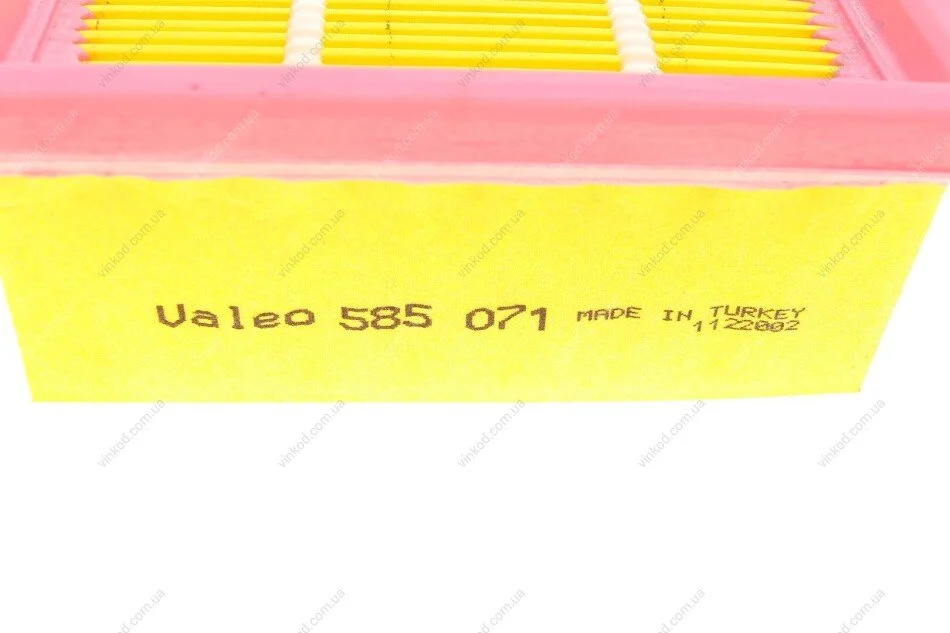 Valeo 585 071 MADE IN TURKEY
1122002
vinkod.com.ua